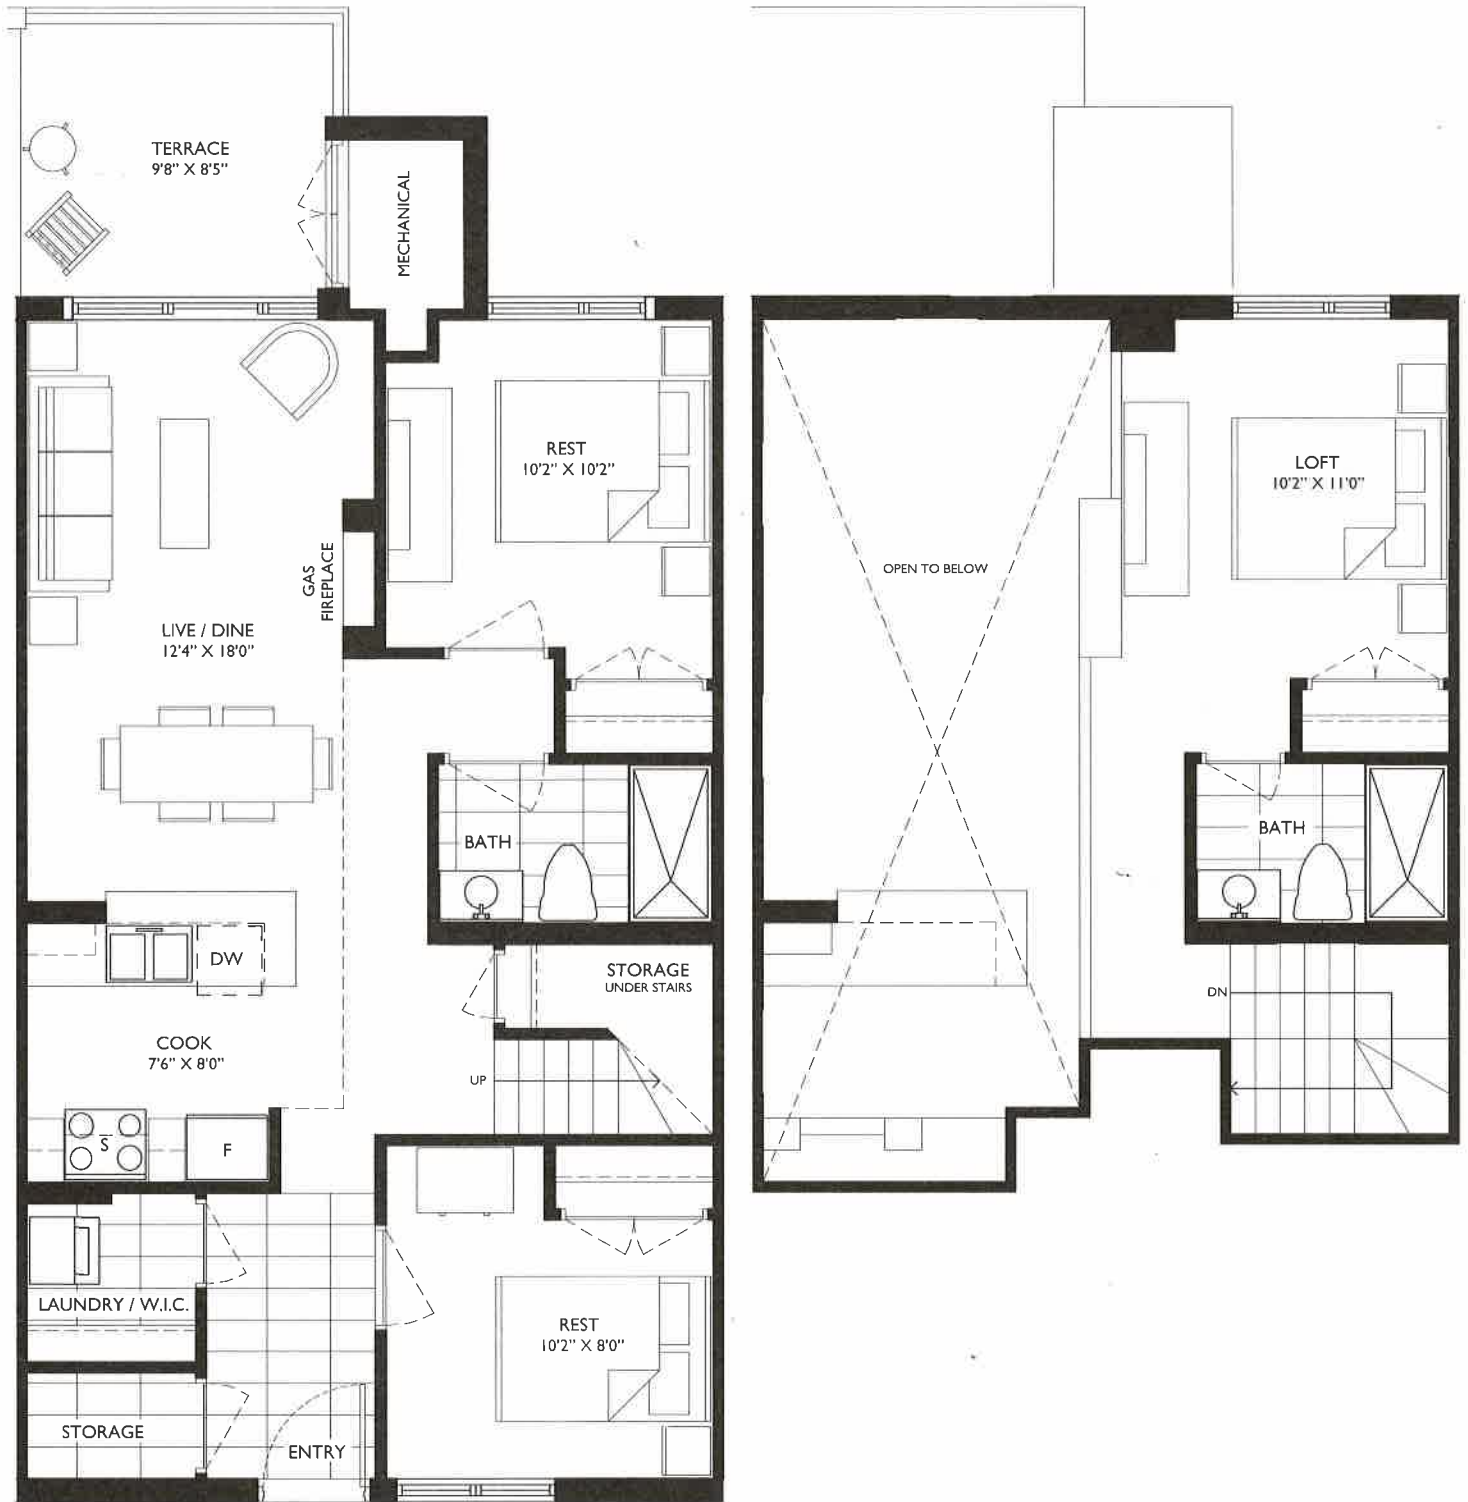 TERRACE
9'8" X 8'5"
MECHANICAL
REST
10'2" X 10'2"
GAS
FIREPLACE
LIVE / DINE
12'4" X 18'0"
BATH
DW
STORAGE
UNDER STAIRS
COOK
7'6" X 8'0"
UP
S
F
LAUNDRY / W.I.C.
REST
10'2" X 8'0"
STORAGE
ENTRY
LOFT
10'2" X 11'0"
OPEN TO BELOW
BATH
DN